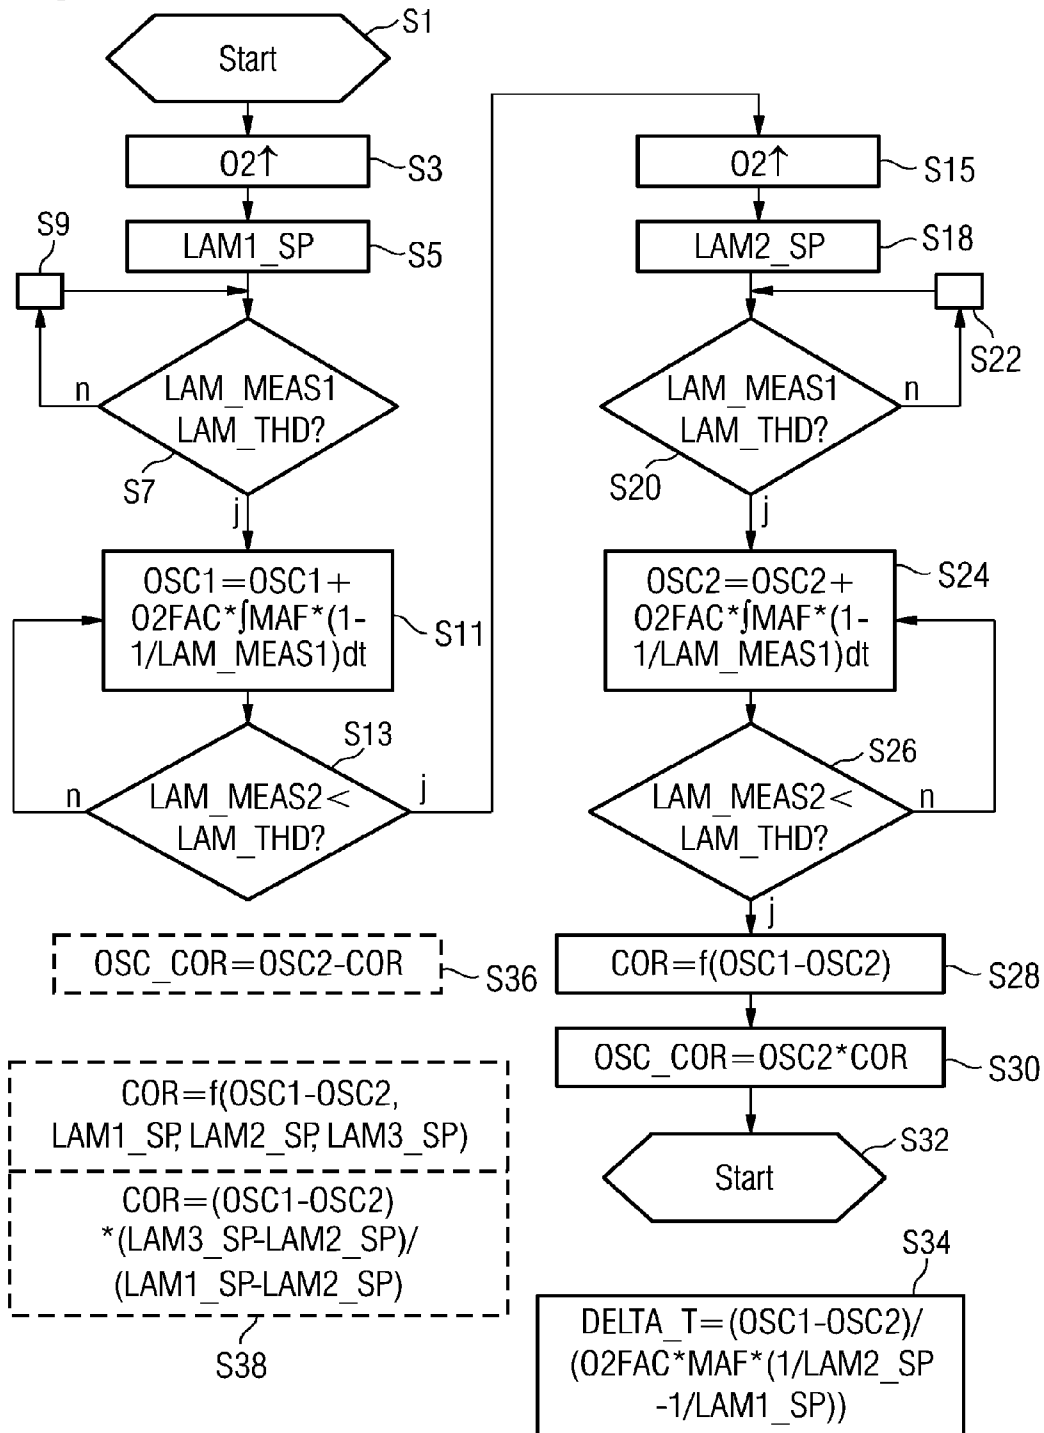 S1
Start
O2↑
S3
LAM1_SP
S5
S9
n
LAM_MEAS1
LAM_THD?
S7
j
OSC1=OSC1+
O2FAC*∫MAF*(1-
1/LAM_MEAS1)dt
S11
S13
n
LAM_MEAS2<
LAM_THD?
j
O2↑
S15
LAM2_SP
S18
S22
n
LAM_MEAS1
LAM_THD?
S20
j
OSC2=OSC2+
O2FAC*∫MAF*(1-
1/LAM_MEAS1)dt
S24
S26
LAM_MEAS2<
LAM_THD?
n
j
COR=f(OSC1-OSC2)
S28
OSC_COR=OSC2*COR
S30
Start
S32
S34
DELTA_T=(OSC1-OSC2)/
(O2FAC*MAF*(1/LAM2_SP
-1/LAM1_SP))
OSC_COR=OSC2-COR
S36
COR=f(OSC1-OSC2,
LAM1_SP, LAM2_SP, LAM3_SP)
COR=(OSC1-OSC2)
*(LAM3_SP-LAM2_SP)/
(LAM1_SP-LAM2_SP)
S38